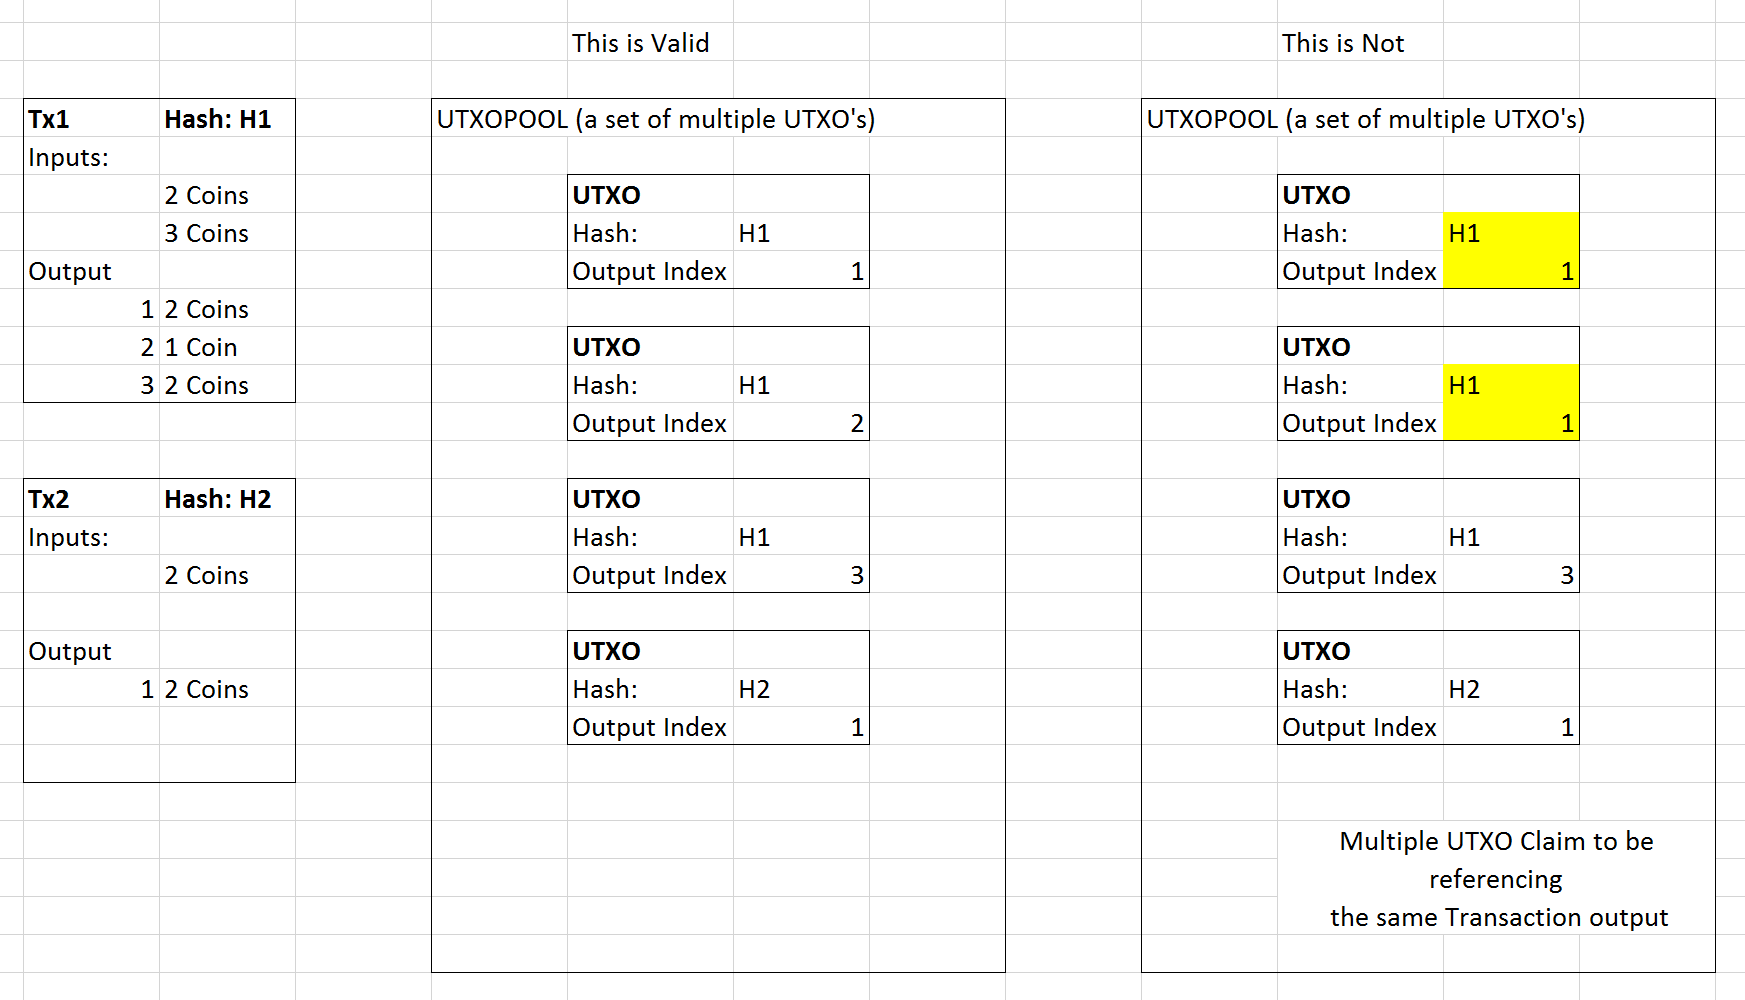 This is Valid
This is Not
Tx1 Hash: H1
Inputs:
2 Coins
3 Coins
Output
1 2 Coins
2 1 Coin
3 2 Coins
Tx2 Hash: H2
Inputs:
2 Coins
Output
1 2 Coins
UTXOPOOL (a set of multiple UTXO's)
UTXO
Hash: H1
Output Index 1
UTXO
Hash: H1
Output Index 2
UTXO
Hash: H1
Output Index 3
UTXO
Hash: H2
Output Index 1
UTXOPOOL (a set of multiple UTXO's)
UTXO
Hash: H1
Output Index 1
UTXO
Hash: H1
Output Index 1
UTXO
Hash: H1
Output Index 3
UTXO
Hash: H2
Output Index 1
Multiple UTXO Claim to be
referencing
the same Transaction output